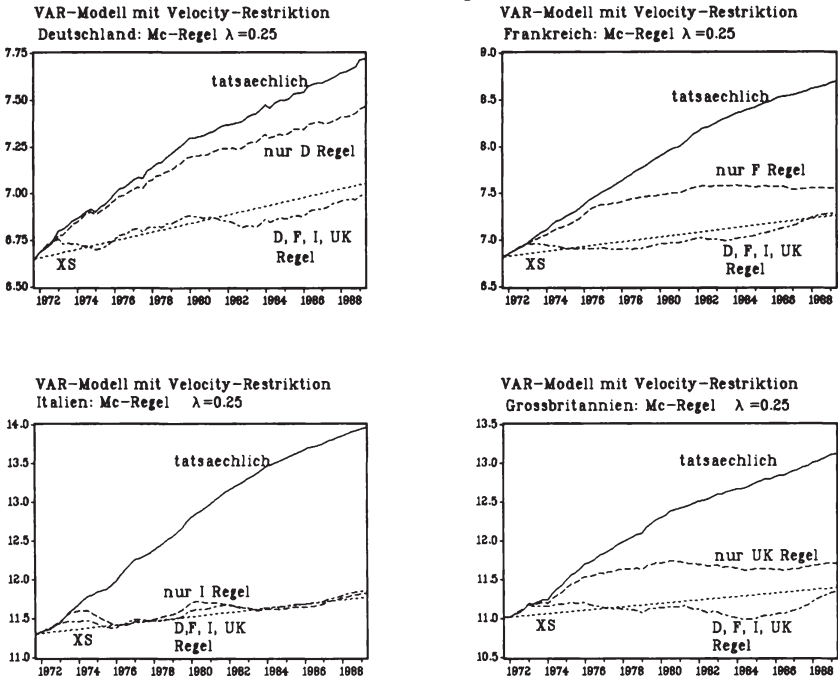 VAR-Modell mit Velocity-Restriktion
Deutschland: Mc-Regel λ=0.25
7.75
7.50
7.25
7.00
6.75
6.50
tatsaechlich
nur D Regel
D, F, I, UK
Regel
XS
1972 1974 1976 1978 1980 1982 1984 1986 1988
VAR-Modell mit Velocity-Restriktion
Frankreich: Mc-Regel λ=0.25
9.0
8.5
8.0
7.5
7.0
6.5
tatsaechlich
nur F Regel
XS
D, F, I, UK
Regel
1972 1974 1976 1978 1980 1982 1984 1986 1988
VAR-Modell mit Velocity-Restriktion
Italien: Mc-Regel λ=0.25
14.0
13.5
13.0
12.5
12.0
11.5
11.0
tatsaechlich
nur I Regel
XS
D,F, I, UK
Regel
1972 1974 1976 1978 1980 1982 1984 1986 1988
VAR-Modell mit Velocity-Restriktion
Grossbritannien: Mc-Regel λ=0.25
13.5
13.0
12.5
12.0
11.5
11.0
10.5
tatsaechlich
nur UK Regel
XS
D, F, I, UK
Regel
1972 1974 1976 1978 1980 1982 1984 1986 1988